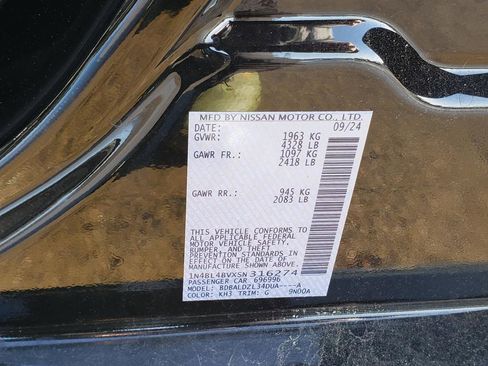 MFD BY NISSAN MOTOR CO., LTD.
DATE: 09/24
GVWR: 1963 KG
4328 LB
GAWR FR.: 1097 KG
2418 LB
GAWR RR.: 945 KG
2083 LB
THIS VEHICLE CONFORMS TO
ALL APPLICABLE FEDERAL
MOTOR VEHICLE SAFETY,
BUMPER, AND THEFT
PREVENTION STANDARDS IN
EFFECT ON THE DATE OF
MANUFACTURE SHOWN ABOVE.
1N4BL4BVXSN316274
PASSENGER CAR 696996
MODEL: BDBALDZL34DUA----A
COLOR: KH3 TRIM: G 9N00A